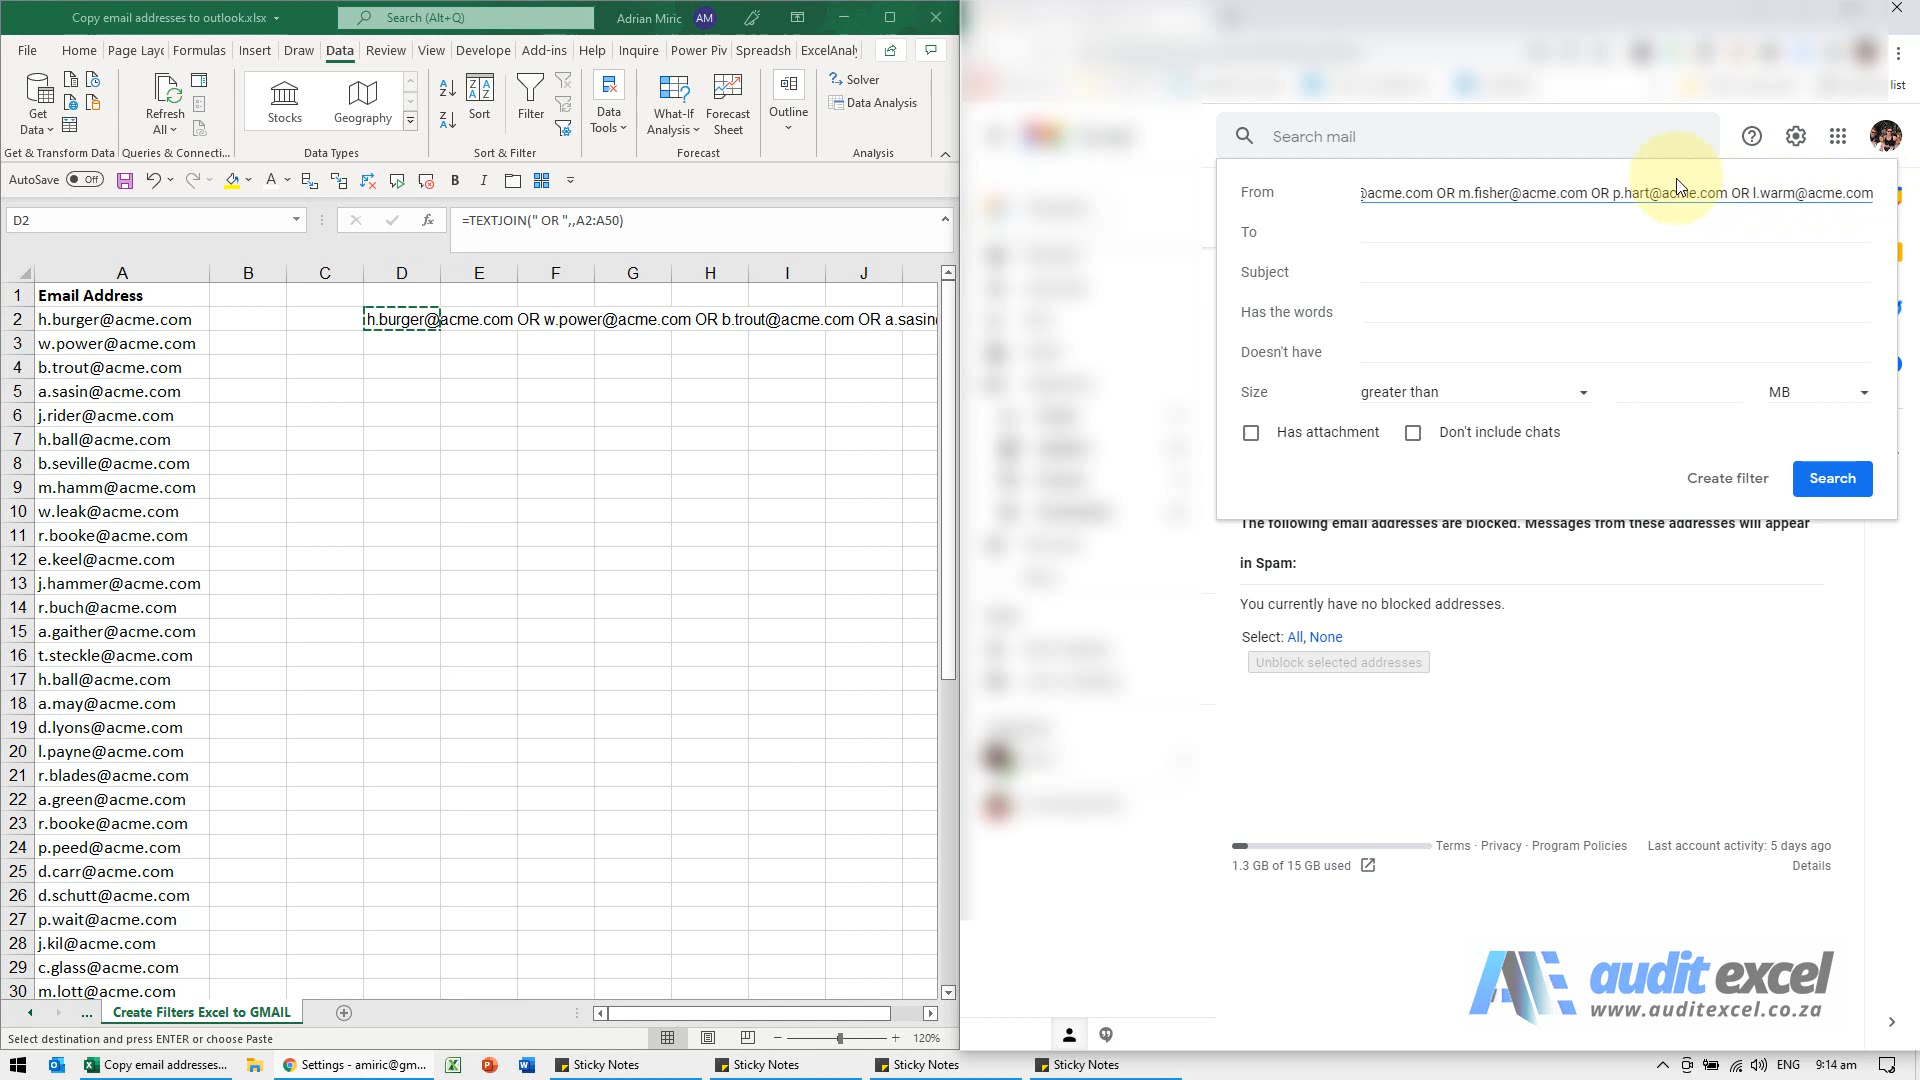 Copy email addresses to outlook.xlsx
Search (Alt+Q)
Adrian Miric
AM
File Home Page Layc Formulas Insert Draw Data Review View Develope Add-ins Help Inquire Power Piv Spreadsh ExcelAnaly
Get Data
Refresh All
Stocks
Geography
Sort
Filter
Data Tools
What-If Analysis
Forecast Sheet
Outline
Solver
Data Analysis
Get & Transform Data Queries & Connecti... Data Types Sort & Filter Forecast Analysis
AutoSave Off
B I
D2
fx
=TEXTJOIN(" OR ",,A2:A50)
A B C D E F G H I J
1 Email Address
2 h.burger@acme.com h.burger@acme.com OR w.power@acme.com OR b.trout@acme.com OR a.sasin
3 w.power@acme.com
4 b.trout@acme.com
5 a.sasin@acme.com
6 j.rider@acme.com
7 h.ball@acme.com
8 b.seville@acme.com
9 m.hamm@acme.com
10 w.leak@acme.com
11 r.booke@acme.com
12 e.keel@acme.com
13 j.hammer@acme.com
14 r.buch@acme.com
15 a.gaither@acme.com
16 t.steckle@acme.com
17 h.ball@acme.com
18 a.may@acme.com
19 d.lyons@acme.com
20 l.payne@acme.com
21 r.blades@acme.com
22 a.green@acme.com
23 r.booke@acme.com
24 p.peed@acme.com
25 d.carr@acme.com
26 d.schutt@acme.com
27 p.wait@acme.com
28 j.kil@acme.com
29 c.glass@acme.com
30 m.lott@acme.com
... Create Filters Excel to GMAIL
Select destination and press ENTER or choose Paste
120%
list
Search mail
From @acme.com OR m.fisher@acme.com OR p.hart@acme.com OR l.warm@acme.com
To
Subject
Has the words
Doesn't have
Size greater than MB
Has attachment Don't include chats
Create filter Search
The following email addresses are blocked. Messages from these addresses will appear
in Spam:
You currently have no blocked addresses.
Select: All, None
Unblock selected addresses
Terms · Privacy · Program Policies
Last account activity: 5 days ago
1.3 GB of 15 GB used
Details
AE audit excel
www.auditexcel.co.za
Copy email addresses...
Settings - amiric@gm...
Sticky Notes
Sticky Notes
Sticky Notes
Sticky Notes
ENG
9:14 am